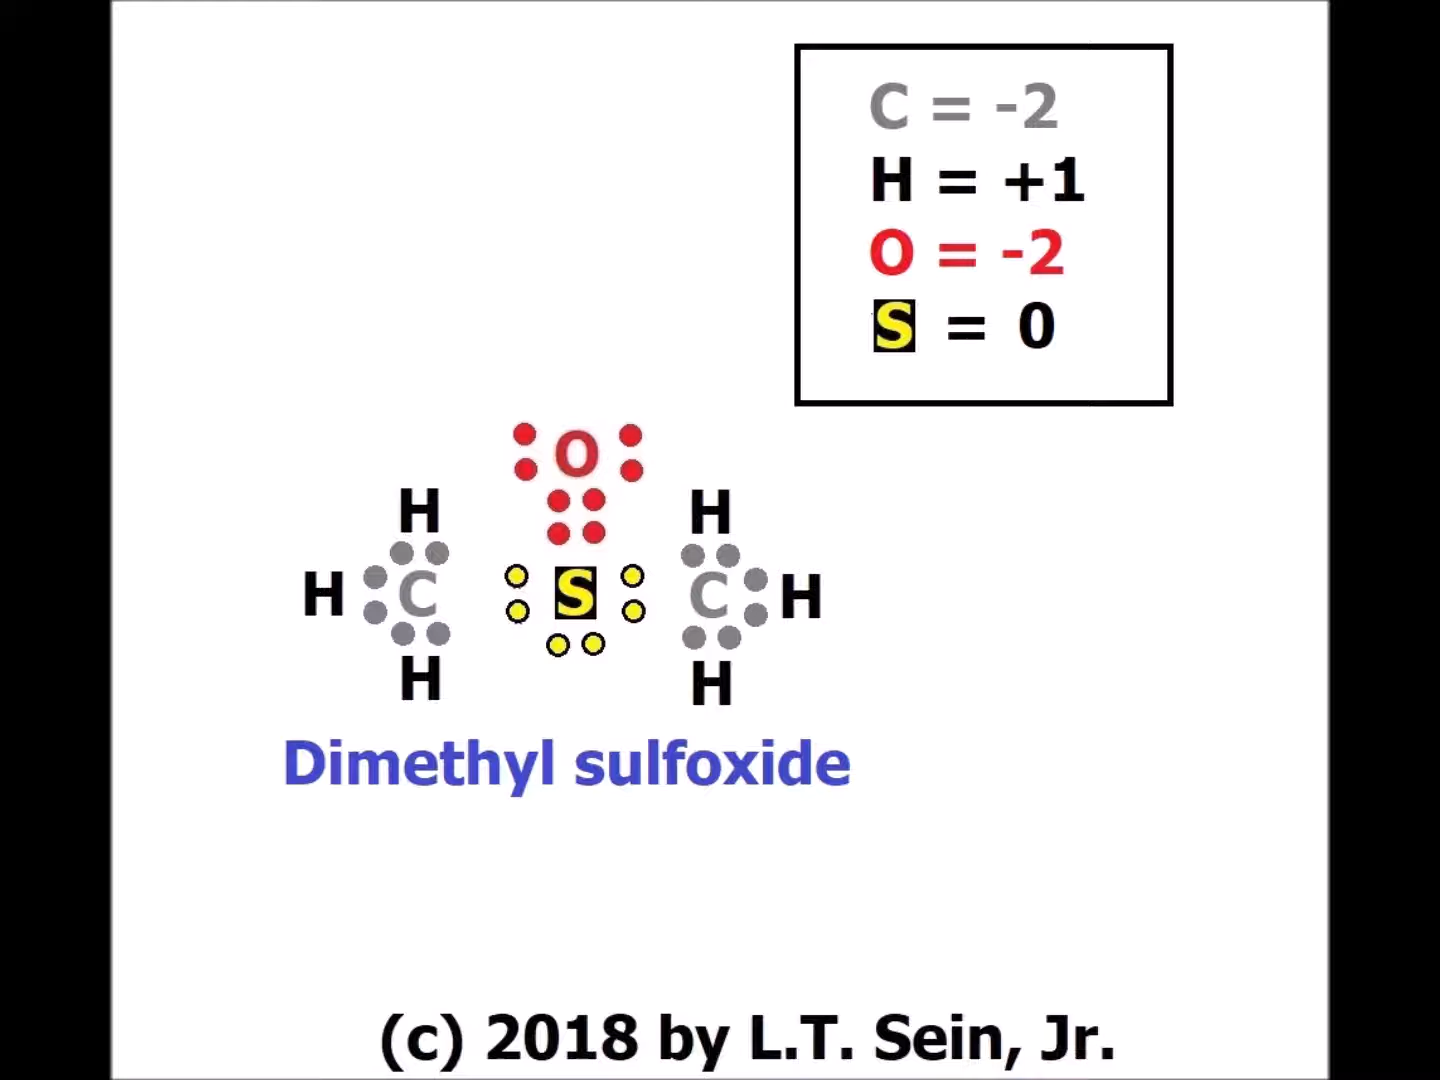 C = -2
H = +1
O = -2
S = 0
O
H H
H C S C H
H H
Dimethyl sulfoxide
(c) 2018 by L.T. Sein, Jr.